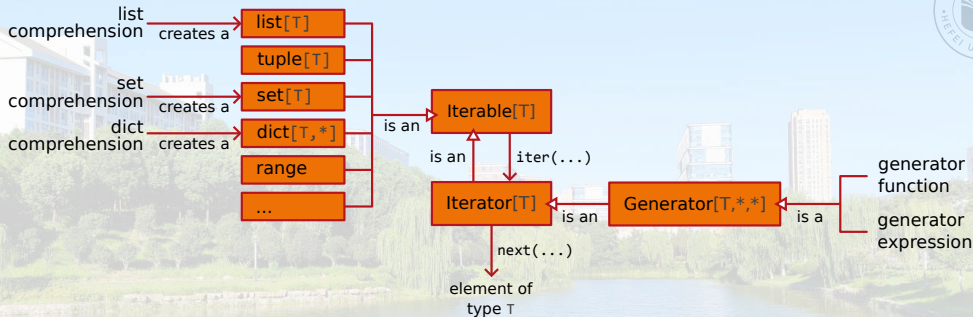 list
comprehension
creates a
list[T]
tuple[T]
set
comprehension
creates a
set[T]
dict
comprehension
creates a
dict[T,*]
range
...
is an
Iterable[T]
is an
iter(...)
Iterator[T]
is an
Generator[T,*,*]
is a
generator
function
generator
expression
next(...)
element of
type T
HEFEI U